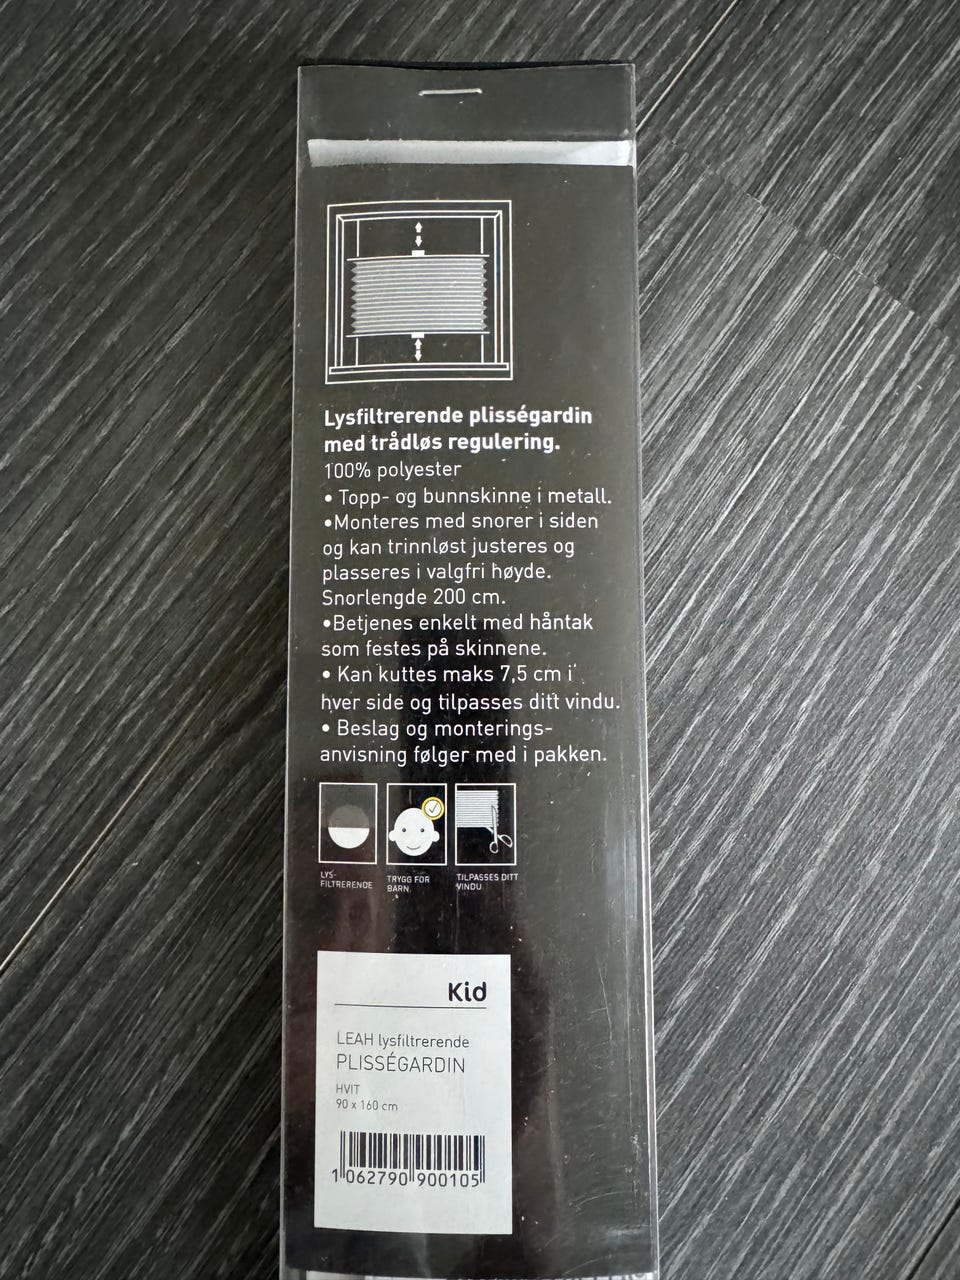 Lysfiltrerende plisségardin
med trådløs regulering.
100% polyester
• Topp- og bunnskinne i metall.
•Monteres med snorer i siden
og kan trinnløst justeres og
plasseres i valgfri høyde.
Snorlengde 200 cm.
•Betjenes enkelt med håntak
som festes på skinnene.
• Kan kuttes maks 7,5 cm i
hver side og tilpasses ditt vindu.
• Beslag og monterings-
anvisning følger med i pakken.
LYS-
FILTRERENDE
TRYGG FOR
BARN
TILPASSES DITT
VINDU
Kid
LEAH lysfiltrerende
PLISSÉGARDIN
HVIT
90 x 160 cm
1 062790 900105